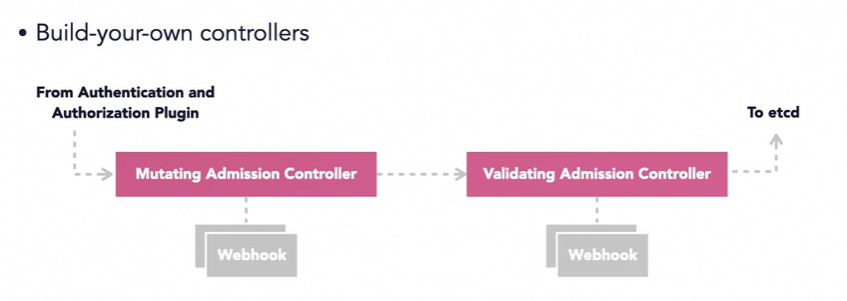 • Build-your-own controllers
From Authentication and
Authorization Plugin
To etcd
Mutating Admission Controller
Validating Admission Controller
Webhook
Webhook